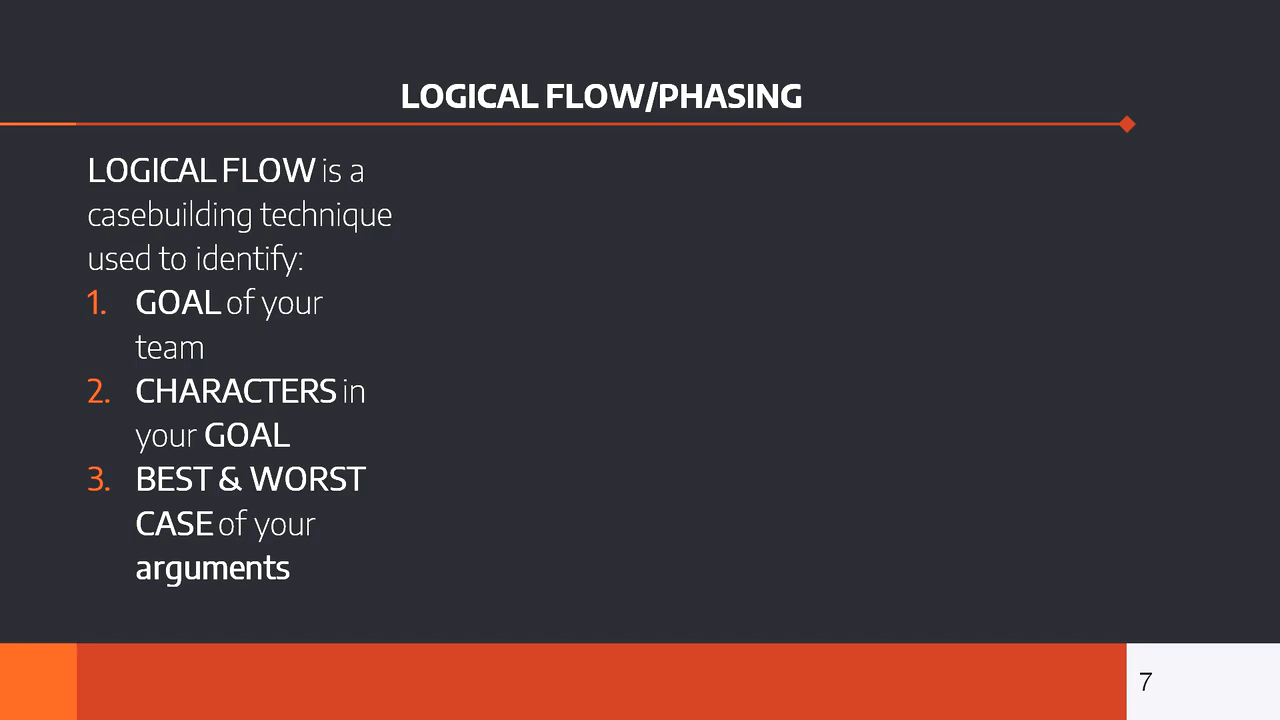 LOGICAL FLOW/PHASING
LOGICAL FLOW is a
casebuilding technique
used to identify:
1. GOAL of your
team
2. CHARACTERS in
your GOAL
3. BEST & WORST
CASE of your
arguments
7